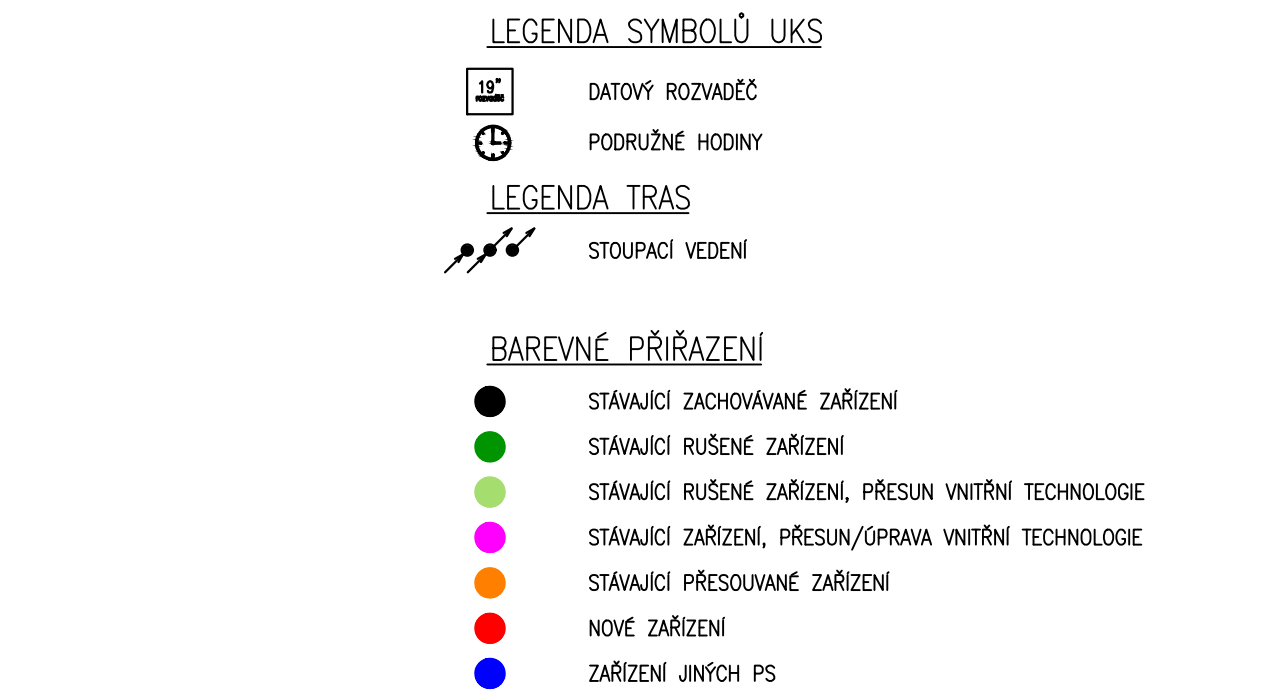 LEGENDA SYMBOLŮ UKS
19"
rozvaděč
DATOVÝ ROZVADĚČ
PODRUŽNÉ HODINY
LEGENDA TRAS
STOUPACÍ VEDENÍ
BAREVNÉ PŘIŘAZENÍ
STÁVAJÍCÍ ZACHOVÁVANÉ ZAŘÍZENÍ
STÁVAJÍCÍ RUŠENÉ ZAŘÍZENÍ
STÁVAJÍCÍ RUŠENÉ ZAŘÍZENÍ, PŘESUN VNITŘNÍ TECHNOLOGIE
STÁVAJÍCÍ ZAŘÍZENÍ, PŘESUN/ÚPRAVA VNITŘNÍ TECHNOLOGIE
STÁVAJÍCÍ PŘESOUVANÉ ZAŘÍZENÍ
NOVÉ ZAŘÍZENÍ
ZAŘÍZENÍ JINÝCH PS